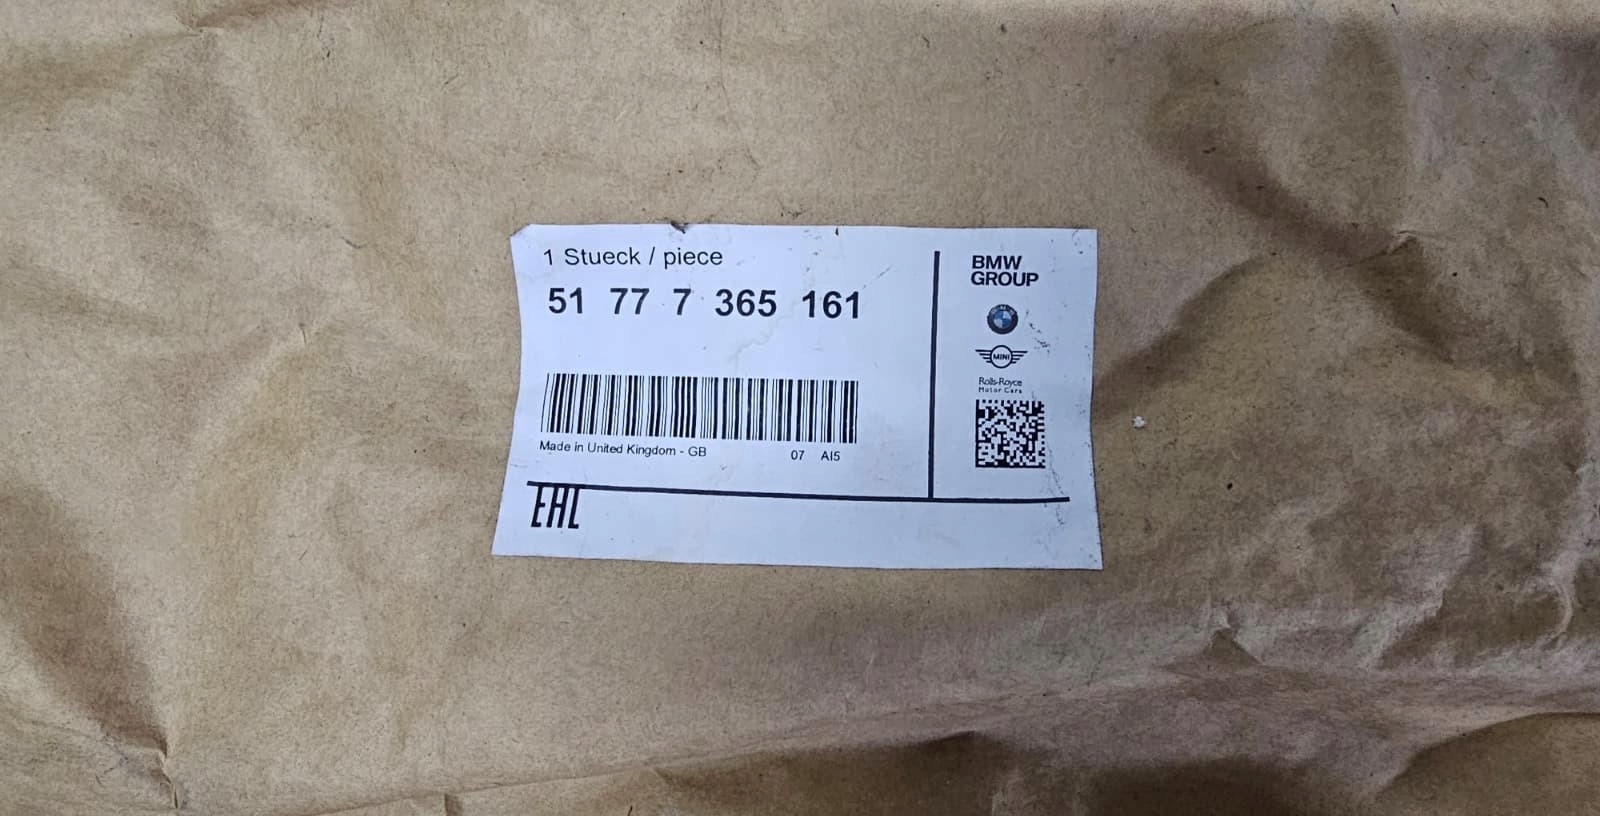 1 Stueck / piece
51 77 7 365 161
Made in United Kingdom - GB 07 AI5
EAC
BMW
GROUP
MINI
Rolls-Royce
Motor Cars